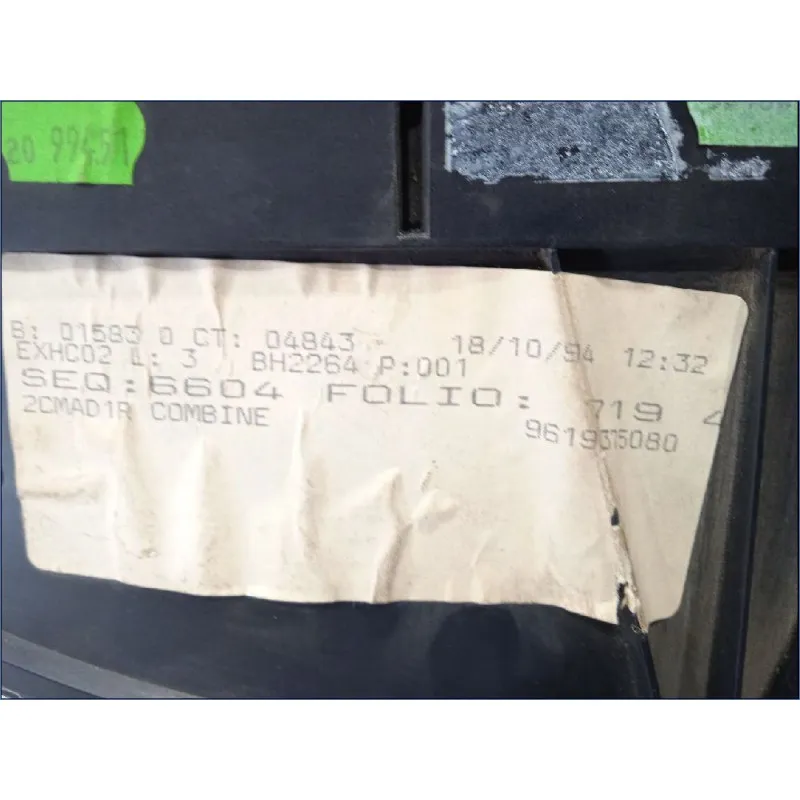 20 99451
B: 01583 0 CT: 04843 18/10/94 12:32
EXHC02 L: 3 BH2264 P:001
SEQ:6604 FOLIO: 719 4
2CMAD1R COMBINE 9619375080